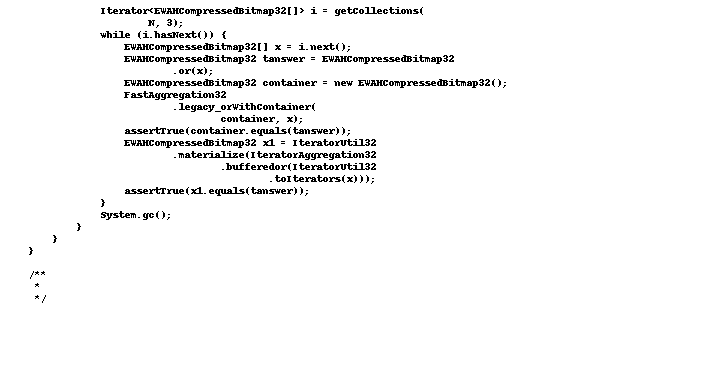 Iterator<EWAHCompressedBitmap32[]> i = getCollections(
N, 3);
while (i.hasNext()) {
EWAHCompressedBitmap32[] x = i.next();
EWAHCompressedBitmap32 tanswer = EWAHCompressedBitmap32
.or(x);
EWAHCompressedBitmap32 container = new EWAHCompressedBitmap32();
FastAggregation32
.legacy_orWithContainer(
container, x);
assertTrue(container.equals(tanswer));
EWAHCompressedBitmap32 x1 = IteratorUtil32
.materialize(IteratorAggregation32
.bufferedor(IteratorUtil32
.toIterators(x)));
assertTrue(x1.equals(tanswer));
}
System.gc();
}
}
}
/**
*
*/